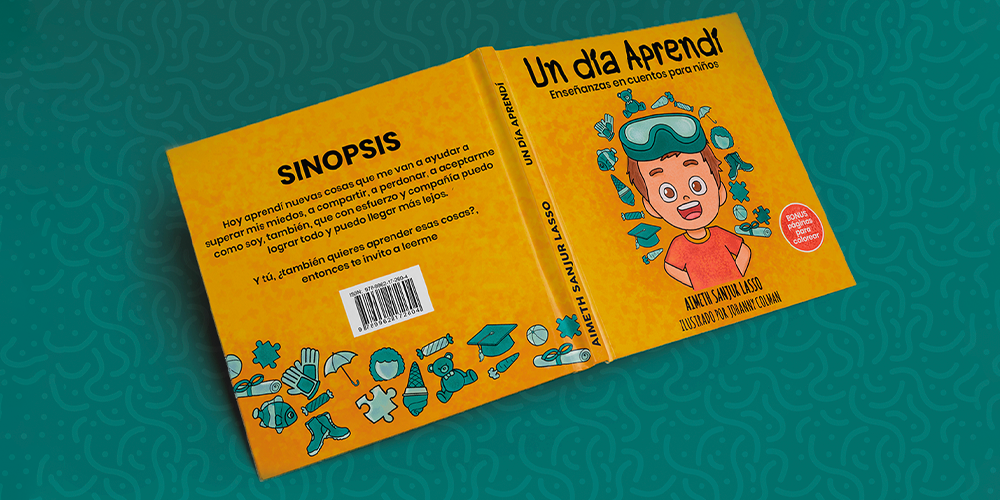 SINOPSIS
Hoy aprendí nuevas cosas que me van a ayudar a
superar mis miedos, a compartir, a perdonar, a aceptarme
como soy, también, que con esfuerzo y compañía puedo
lograr todo y puedo llegar más lejos.
Y tú, ¿también quieres aprender esas cosas?,
entonces te invito a leerme
UN DÍA APRENDÍ
AIMETH SANJUR LASSO
Un día Aprendí
Enseñanzas en cuentos para niños
BONUS
páginas
para
colorear
AIMETH SANJUR LASSO
ILUSTRADO POR JOHANNY COLMAN